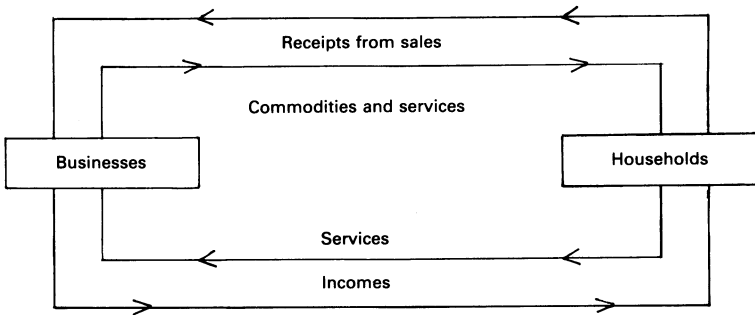 Receipts from sales
Commodities and services
Businesses
Households
Services
Incomes